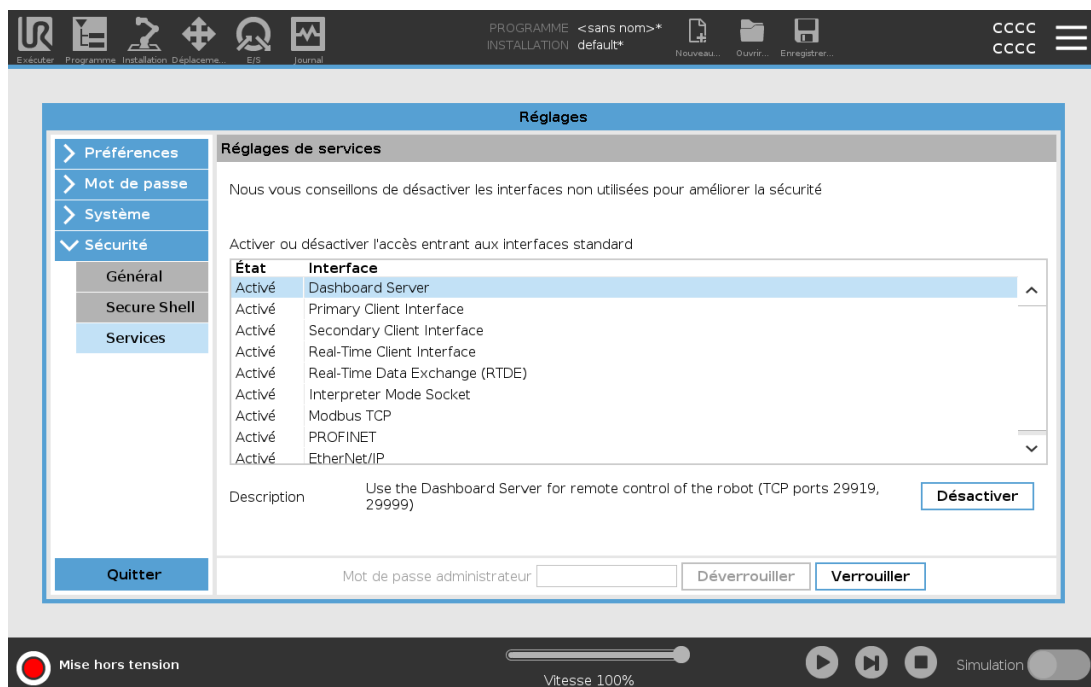 PROGRAMME <sans nom>*
INSTALLATION default*
CCCC
CCCC
Exécuter Programme Installation Déplaceme... E/S Journal Nouveau... Ouvrir... Enregistrer...
Réglages
Préférences
Mot de passe
Système
Sécurité
Général
Secure Shell
Services
Quitter
Réglages de services
Nous vous conseillons de désactiver les interfaces non utilisées pour améliorer la sécurité
Activer ou désactiver l'accès entrant aux interfaces standard
État Interface
Activé Dashboard Server
Activé Primary Client Interface
Activé Secondary Client Interface
Activé Real-Time Client Interface
Activé Real-Time Data Exchange (RTDE)
Activé Interpreter Mode Socket
Activé Modbus TCP
Activé PROFINET
Activé EtherNet/IP
Description Use the Dashboard Server for remote control of the robot (TCP ports 29919,
29999)
Désactiver
Mot de passe administrateur Déverrouiller Verrouiller
Mise hors tension
Vitesse 100%
Simulation